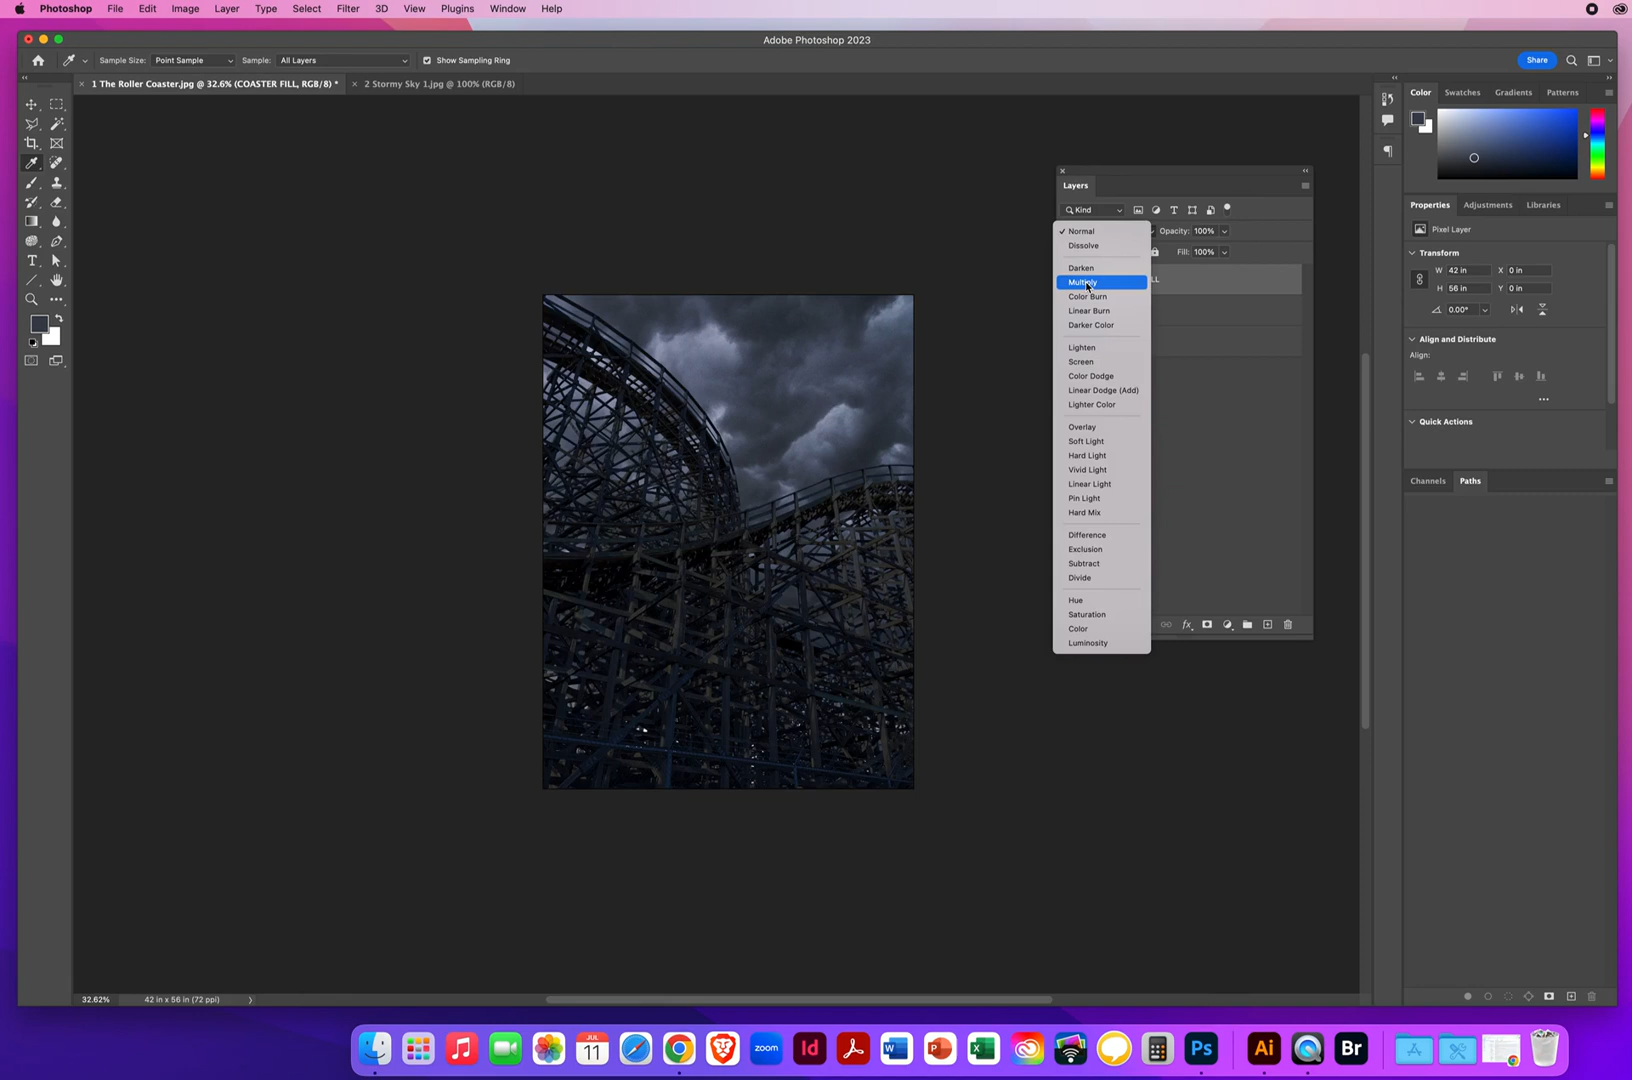 Photoshop File Edit Image Layer Type Select Filter 3D View Plugins Window Help
Adobe Photoshop 2023
Sample Size: Point Sample Sample: All Layers Show Sampling Ring Share
× 1 The Roller Coaster.jpg @ 32.6% (COASTER FILL, RGB/8) * × 2 Stormy Sky 1.jpg @ 100% (RGB/8)
Layers
Kind
Opacity: 100%
Fill: 100%
LL
✓ Normal
Dissolve
Darken
Multiply
Color Burn
Linear Burn
Darker Color
Lighten
Screen
Color Dodge
Linear Dodge (Add)
Lighter Color
Overlay
Soft Light
Hard Light
Vivid Light
Linear Light
Pin Light
Hard Mix
Difference
Exclusion
Subtract
Divide
Hue
Saturation
Color
Luminosity
fx
Color Swatches Gradients Patterns
Properties Adjustments Libraries
Pixel Layer
Transform
W 42 in X 0 in
H 56 in Y 0 in
0.00°
Align and Distribute
Align:
Quick Actions
Channels Paths
32.62% 42 in x 56 in (72 ppi)
JUL
11
zoom
Id
W
P
X
Ps
Ai
Br